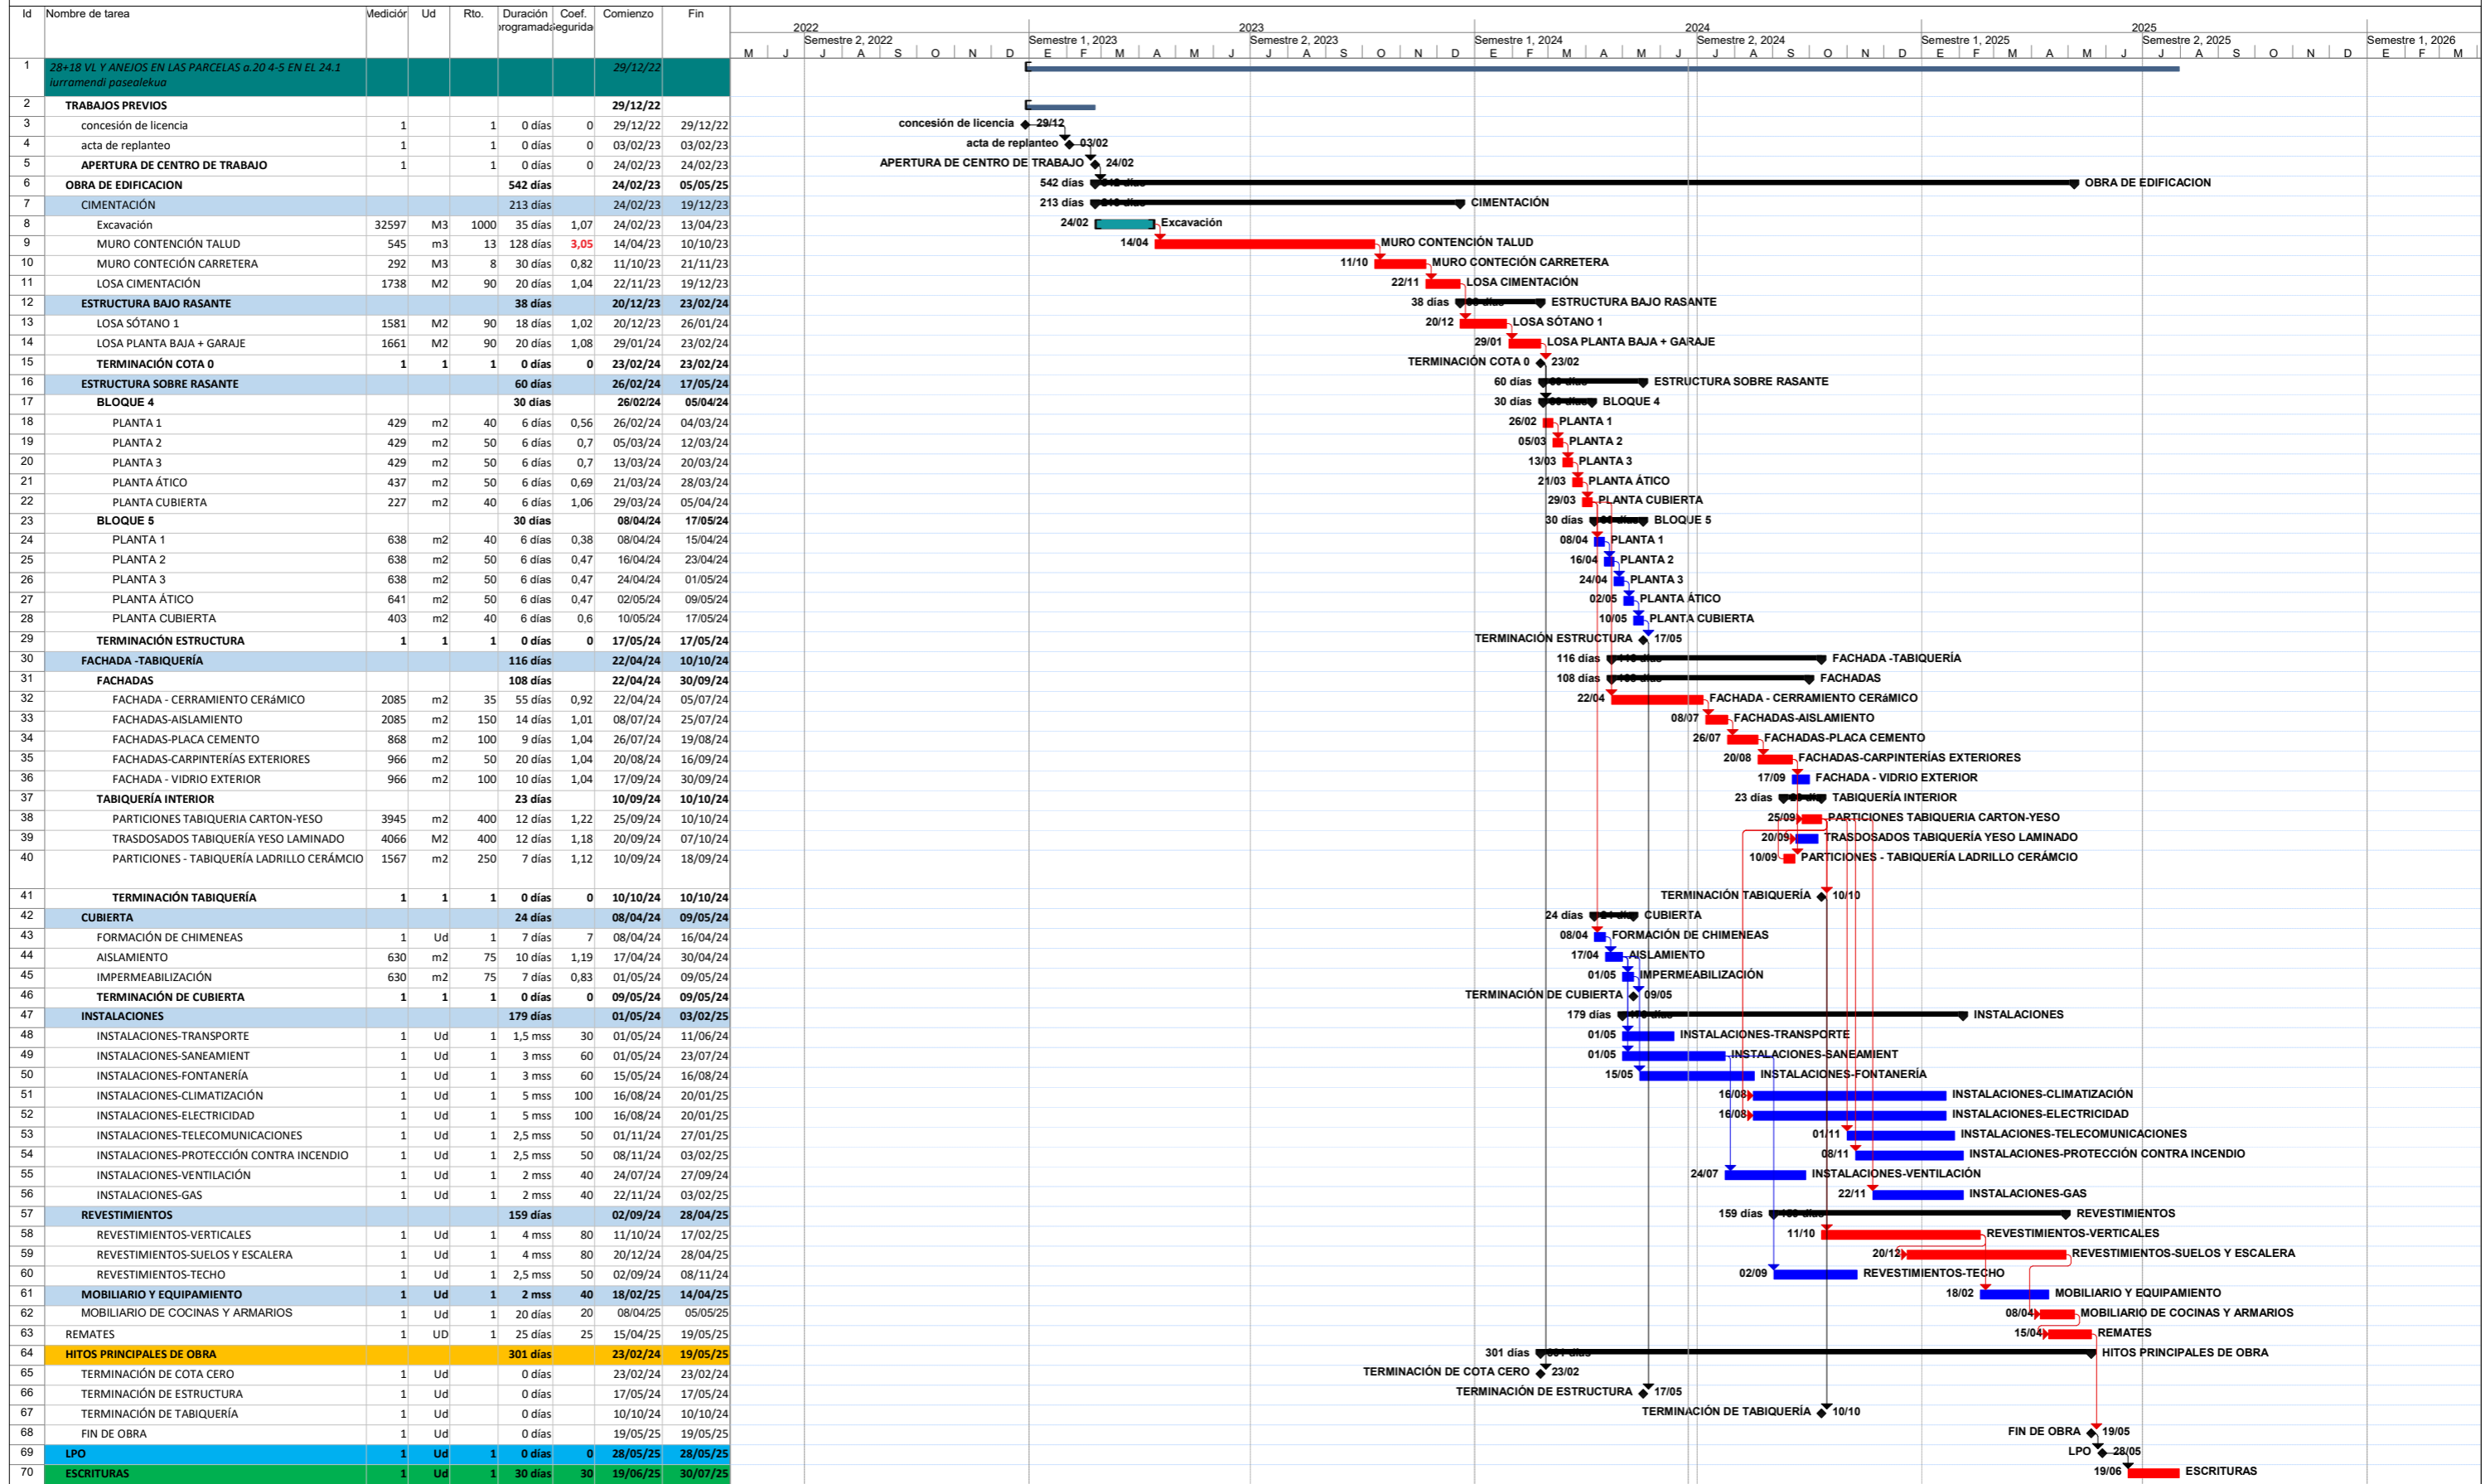 Id Nombre de tarea Medición Ud Rto. Duración Coef. Comienzo Fin
programada Seguridad
2022 2023 2024 2025
Semestre 2, 2022 Semestre 1, 2023 Semestre 2, 2023 Semestre 1, 2024 Semestre 2, 2024 Semestre 1, 2025 Semestre 2, 2025 Semestre 1, 2026
M J J A S O N D E F M A M J J A S O N D E F M A M J J A S O N D E F M A M J J A S O N D E F M
1 28+18 VL Y ANEJOS EN LAS PARCELAS a.20 4-5 EN EL 24.1 29/12/22
iurramendi pasealekua
2 TRABAJOS PREVIOS 29/12/22
3 concesión de licencia 1 1 0 días 0 29/12/22 29/12/22 concesión de licencia 29/12
4 acta de replanteo 1 1 0 días 0 03/02/23 03/02/23 acta de replanteo 03/02
5 APERTURA DE CENTRO DE TRABAJO 1 1 0 días 0 24/02/23 24/02/23 APERTURA DE CENTRO DE TRABAJO 24/02
6 OBRA DE EDIFICACION 542 días 24/02/23 05/05/25 542 días 542 días OBRA DE EDIFICACION
7 CIMENTACIÓN 213 días 24/02/23 19/12/23 213 días 213 días CIMENTACIÓN
8 Excavación 32597 M3 1000 35 días 1,07 24/02/23 13/04/23 24/02 Excavación
9 MURO CONTENCIÓN TALUD 545 m3 13 128 días 3,05 14/04/23 10/10/23 14/04 MURO CONTENCIÓN TALUD
10 MURO CONTECIÓN CARRETERA 292 M3 8 30 días 0,82 11/10/23 21/11/23 11/10 MURO CONTECIÓN CARRETERA
11 LOSA CIMENTACIÓN 1738 M2 90 20 días 1,04 22/11/23 19/12/23 22/11 LOSA CIMENTACIÓN
12 ESTRUCTURA BAJO RASANTE 38 días 20/12/23 23/02/24 38 días 38 días ESTRUCTURA BAJO RASANTE
13 LOSA SÓTANO 1 1581 M2 90 18 días 1,02 20/12/23 26/01/24 20/12 LOSA SÓTANO 1
14 LOSA PLANTA BAJA + GARAJE 1661 M2 90 20 días 1,08 29/01/24 23/02/24 29/01 LOSA PLANTA BAJA + GARAJE
15 TERMINACIÓN COTA 0 1 1 1 0 días 0 23/02/24 23/02/24 TERMINACIÓN COTA 0 23/02
16 ESTRUCTURA SOBRE RASANTE 60 días 26/02/24 17/05/24 60 días 60 días ESTRUCTURA SOBRE RASANTE
17 BLOQUE 4 30 días 26/02/24 05/04/24 30 días 30 días BLOQUE 4
18 PLANTA 1 429 m2 40 6 días 0,56 26/02/24 04/03/24 26/02 PLANTA 1
19 PLANTA 2 429 m2 50 6 días 0,7 05/03/24 12/03/24 05/03 PLANTA 2
20 PLANTA 3 429 m2 50 6 días 0,7 13/03/24 20/03/24 13/03 PLANTA 3
21 PLANTA ÁTICO 437 m2 50 6 días 0,69 21/03/24 28/03/24 21/03 PLANTA ÁTICO
22 PLANTA CUBIERTA 227 m2 40 6 días 1,06 29/03/24 05/04/24 29/03 PLANTA CUBIERTA
23 BLOQUE 5 30 días 08/04/24 17/05/24 30 días 30 días BLOQUE 5
24 PLANTA 1 638 m2 40 6 días 0,38 08/04/24 15/04/24 08/04 PLANTA 1
25 PLANTA 2 638 m2 50 6 días 0,47 16/04/24 23/04/24 16/04 PLANTA 2
26 PLANTA 3 638 m2 50 6 días 0,47 24/04/24 01/05/24 24/04 PLANTA 3
27 PLANTA ÁTICO 641 m2 50 6 días 0,47 02/05/24 09/05/24 02/05 PLANTA ÁTICO
28 PLANTA CUBIERTA 403 m2 40 6 días 0,6 10/05/24 17/05/24 10/05 PLANTA CUBIERTA
29 TERMINACIÓN ESTRUCTURA 1 1 1 0 días 0 17/05/24 17/05/24 TERMINACIÓN ESTRUCTURA 17/05
30 FACHADA -TABIQUERÍA 116 días 22/04/24 10/10/24 116 días 116 días FACHADA -TABIQUERÍA
31 FACHADAS 108 días 22/04/24 30/09/24 108 días 108 días FACHADAS
32 FACHADA - CERRAMIENTO CERáMICO 2085 m2 35 55 días 0,92 22/04/24 05/07/24 22/04 FACHADA - CERRAMIENTO CERáMICO
33 FACHADAS-AISLAMIENTO 2085 m2 150 14 días 1,01 08/07/24 25/07/24 08/07 FACHADAS-AISLAMIENTO
34 FACHADAS-PLACA CEMENTO 868 m2 100 9 días 1,04 26/07/24 19/08/24 26/07 FACHADAS-PLACA CEMENTO
35 FACHADAS-CARPINTERÍAS EXTERIORES 966 m2 50 20 días 1,04 20/08/24 16/09/24 20/08 FACHADAS-CARPINTERÍAS EXTERIORES
36 FACHADA - VIDRIO EXTERIOR 966 m2 100 10 días 1,04 17/09/24 30/09/24 17/09 FACHADA - VIDRIO EXTERIOR
37 TABIQUERÍA INTERIOR 23 días 10/09/24 10/10/24 23 días 23 días TABIQUERÍA INTERIOR
38 PARTICIONES TABIQUERIA CARTON-YESO 3945 m2 400 12 días 1,22 25/09/24 10/10/24 25/09 PARTICIONES TABIQUERIA CARTON-YESO
39 TRASDOSADOS TABIQUERÍA YESO LAMINADO 4066 M2 400 12 días 1,18 20/09/24 07/10/24 20/09 TRASDOSADOS TABIQUERÍA YESO LAMINADO
40 PARTICIONES - TABIQUERÍA LADRILLO CERÁMCIO 1567 m2 250 7 días 1,12 10/09/24 18/09/24 10/09 PARTICIONES - TABIQUERÍA LADRILLO CERÁMCIO
41 TERMINACIÓN TABIQUERÍA 1 1 1 0 días 0 10/10/24 10/10/24 TERMINACIÓN TABIQUERÍA 10/10
42 CUBIERTA 24 días 08/04/24 09/05/24 24 días 24 días CUBIERTA
43 FORMACIÓN DE CHIMENEAS 1 Ud 1 7 días 7 08/04/24 16/04/24 08/04 FORMACIÓN DE CHIMENEAS
44 AISLAMIENTO 630 m2 75 10 días 1,19 17/04/24 30/04/24 17/04 AISLAMIENTO
45 IMPERMEABILIZACIÓN 630 m2 75 7 días 0,83 01/05/24 09/05/24 01/05 IMPERMEABILIZACIÓN
46 TERMINACIÓN DE CUBIERTA 1 1 1 0 días 0 09/05/24 09/05/24 TERMINACIÓN DE CUBIERTA 09/05
47 INSTALACIONES 179 días 01/05/24 03/02/25 179 días 179 días INSTALACIONES
48 INSTALACIONES-TRANSPORTE 1 Ud 1 1,5 mss 30 01/05/24 11/06/24 01/05 INSTALACIONES-TRANSPORTE
49 INSTALACIONES-SANEAMIENT 1 Ud 1 3 mss 60 01/05/24 23/07/24 01/05 INSTALACIONES-SANEAMIENT
50 INSTALACIONES-FONTANERÍA 1 Ud 1 3 mss 60 15/05/24 16/08/24 15/05 INSTALACIONES-FONTANERÍA
51 INSTALACIONES-CLIMATIZACIÓN 1 Ud 1 5 mss 100 16/08/24 20/01/25 16/08 INSTALACIONES-CLIMATIZACIÓN
52 INSTALACIONES-ELECTRICIDAD 1 Ud 1 5 mss 100 16/08/24 20/01/25 16/08 INSTALACIONES-ELECTRICIDAD
53 INSTALACIONES-TELECOMUNICACIONES 1 Ud 1 2,5 mss 50 01/11/24 27/01/25 01/11 INSTALACIONES-TELECOMUNICACIONES
54 INSTALACIONES-PROTECCIÓN CONTRA INCENDIO 1 Ud 1 2,5 mss 50 08/11/24 03/02/25 08/11 INSTALACIONES-PROTECCIÓN CONTRA INCENDIO
55 INSTALACIONES-VENTILACIÓN 1 Ud 1 2 mss 40 24/07/24 27/09/24 24/07 INSTALACIONES-VENTILACIÓN
56 INSTALACIONES-GAS 1 Ud 1 2 mss 40 22/11/24 03/02/25 22/11 INSTALACIONES-GAS
57 REVESTIMIENTOS 159 días 02/09/24 28/04/25 159 días 159 días REVESTIMIENTOS
58 REVESTIMIENTOS-VERTICALES 1 Ud 1 4 mss 80 11/10/24 17/02/25 11/10 REVESTIMIENTOS-VERTICALES
59 REVESTIMIENTOS-SUELOS Y ESCALERA 1 Ud 1 4 mss 80 20/12/24 28/04/25 20/12 REVESTIMIENTOS-SUELOS Y ESCALERA
60 REVESTIMIENTOS-TECHO 1 Ud 1 2,5 mss 50 02/09/24 08/11/24 02/09 REVESTIMIENTOS-TECHO
61 MOBILIARIO Y EQUIPAMIENTO 1 Ud 1 2 mss 40 18/02/25 14/04/25 18/02 MOBILIARIO Y EQUIPAMIENTO
62 MOBILIARIO DE COCINAS Y ARMARIOS 1 Ud 1 20 días 20 08/04/25 05/05/25 08/04 MOBILIARIO DE COCINAS Y ARMARIOS
63 REMATES 1 UD 1 25 días 25 15/04/25 19/05/25 15/04 REMATES
64 HITOS PRINCIPALES DE OBRA 301 días 23/02/24 19/05/25 301 días 301 días HITOS PRINCIPALES DE OBRA
65 TERMINACIÓN DE COTA CERO 1 Ud 0 días 23/02/24 23/02/24 TERMINACIÓN DE COTA CERO 23/02
66 TERMINACIÓN DE ESTRUCTURA 1 Ud 0 días 17/05/24 17/05/24 TERMINACIÓN DE ESTRUCTURA 17/05
67 TERMINACIÓN DE TABIQUERÍA 1 Ud 0 días 10/10/24 10/10/24 TERMINACIÓN DE TABIQUERÍA 10/10
68 FIN DE OBRA 1 Ud 0 días 19/05/25 19/05/25 FIN DE OBRA 19/05
69 LPO 1 Ud 1 0 días 0 28/05/25 28/05/25 LPO 28/05
70 ESCRITURAS 1 Ud 1 30 días 30 19/06/25 30/07/25 19/06 ESCRITURAS